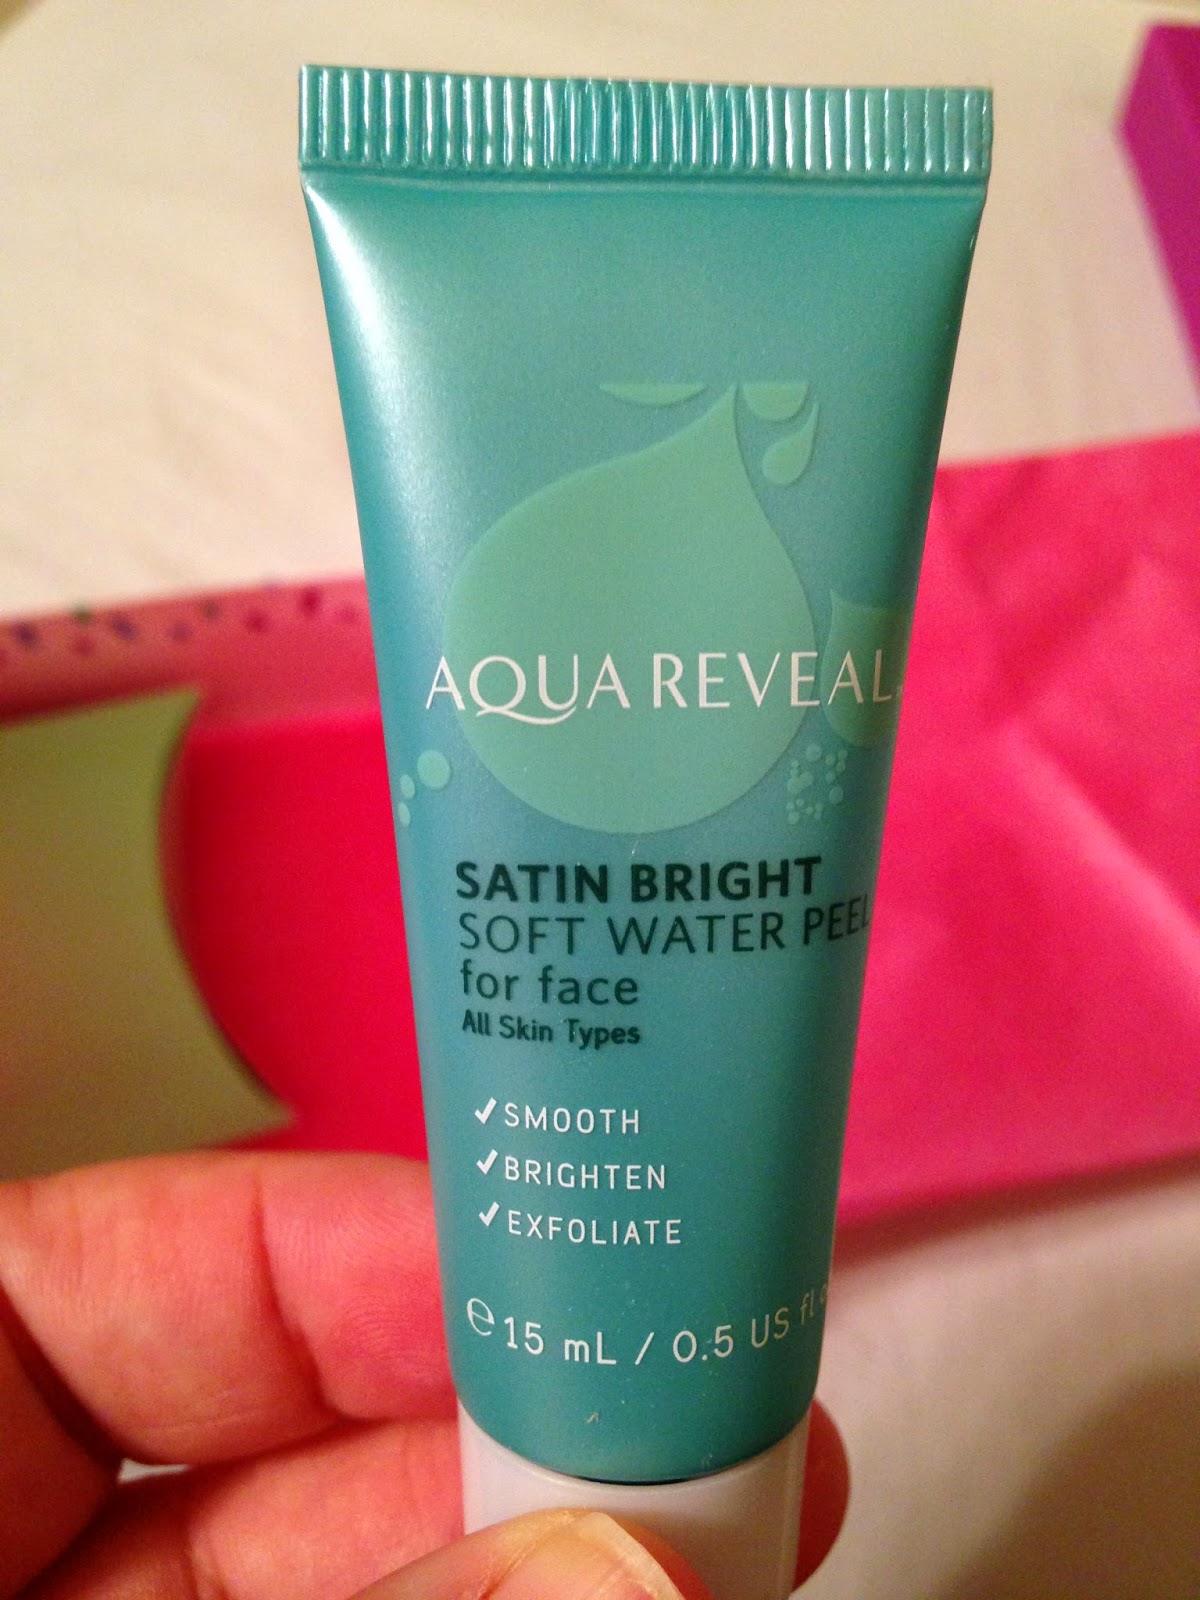 AQUA REVEAL
SATIN BRIGHT
SOFT WATER PEEL
for face
All Skin Types
✓SMOOTH
✓BRIGHTEN
✓EXFOLIATE
℮15 mL / 0.5 US fl